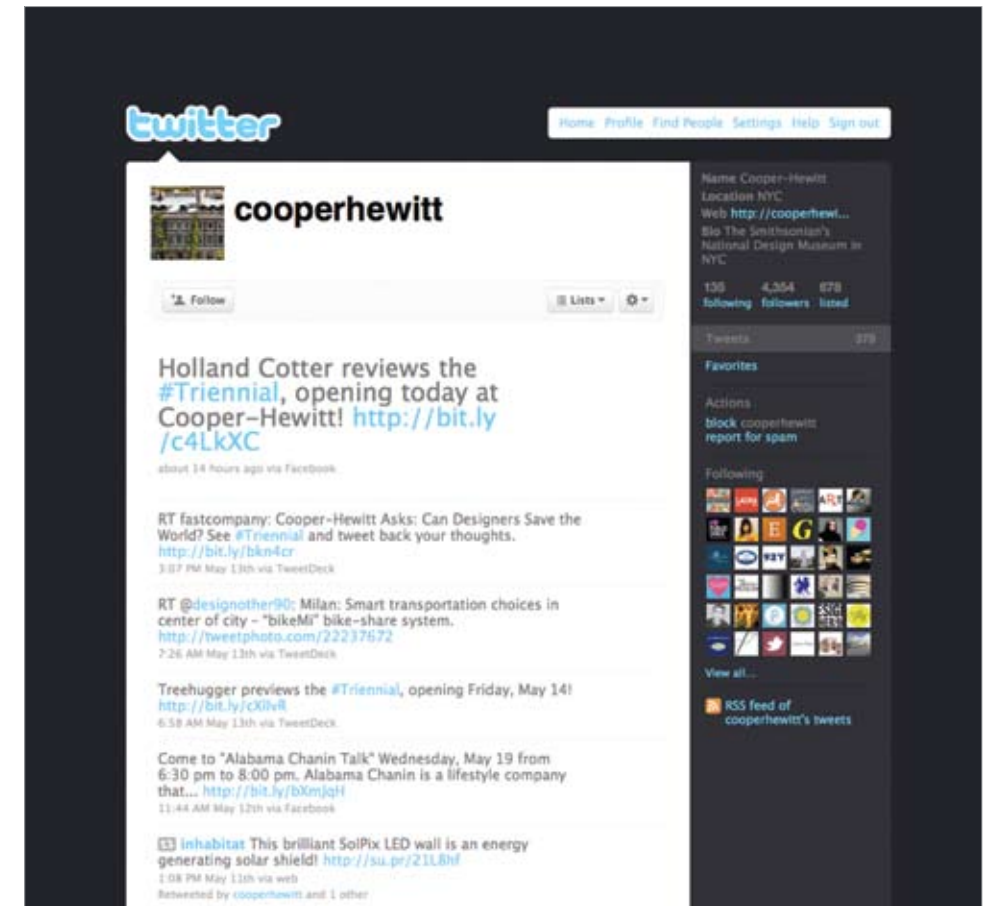 twitter
Home Profile Find People Settings Help Sign out
cooperhewitt
Follow
Lists
Holland Cotter reviews the
#Triennial, opening today at
Cooper-Hewitt! http://bit.ly
/c4LkXC
about 14 hours ago via Facebook
RT fastcompany: Cooper-Hewitt Asks: Can Designers Save the
World? See #Triennial and tweet back your thoughts.
http://bit.ly/bkn4cr
3:07 PM May 13th via TweetDeck
RT @designother90: Milan: Smart transportation choices in
center of city - "bikeMi" bike-share system.
http://tweetphoto.com/22237672
7:26 AM May 13th via TweetDeck
Treehugger previews the #Triennial, opening Friday, May 14!
6:58 AM May 13th via TweetDeck
Come to "Alabama Chanin Talk" Wednesday, May 19 from
6:30 pm to 8:00 pm. Alabama Chanin is a lifestyle company
that... http://bit.ly/bXmJqH
11:44 AM May 12th via Facebook
inhabitat This brilliant SolPix LED wall is an energy
generating solar shield! http://su.pr/21L8hf
1:08 PM May 11th via web
Retweeted by cooperhewitt and 1 other
Name Cooper-Hewitt
Location NYC
Web http://cooperhewi...
Bio The Smithsonian's
National Design Museum in
NYC
4,354 678
following followers listed
Tweets 379
Favorites
Actions
block cooperhewitt
report for spam
Following
ART
E G
92Y
View all...
RSS feed of
cooperhewitt's tweets